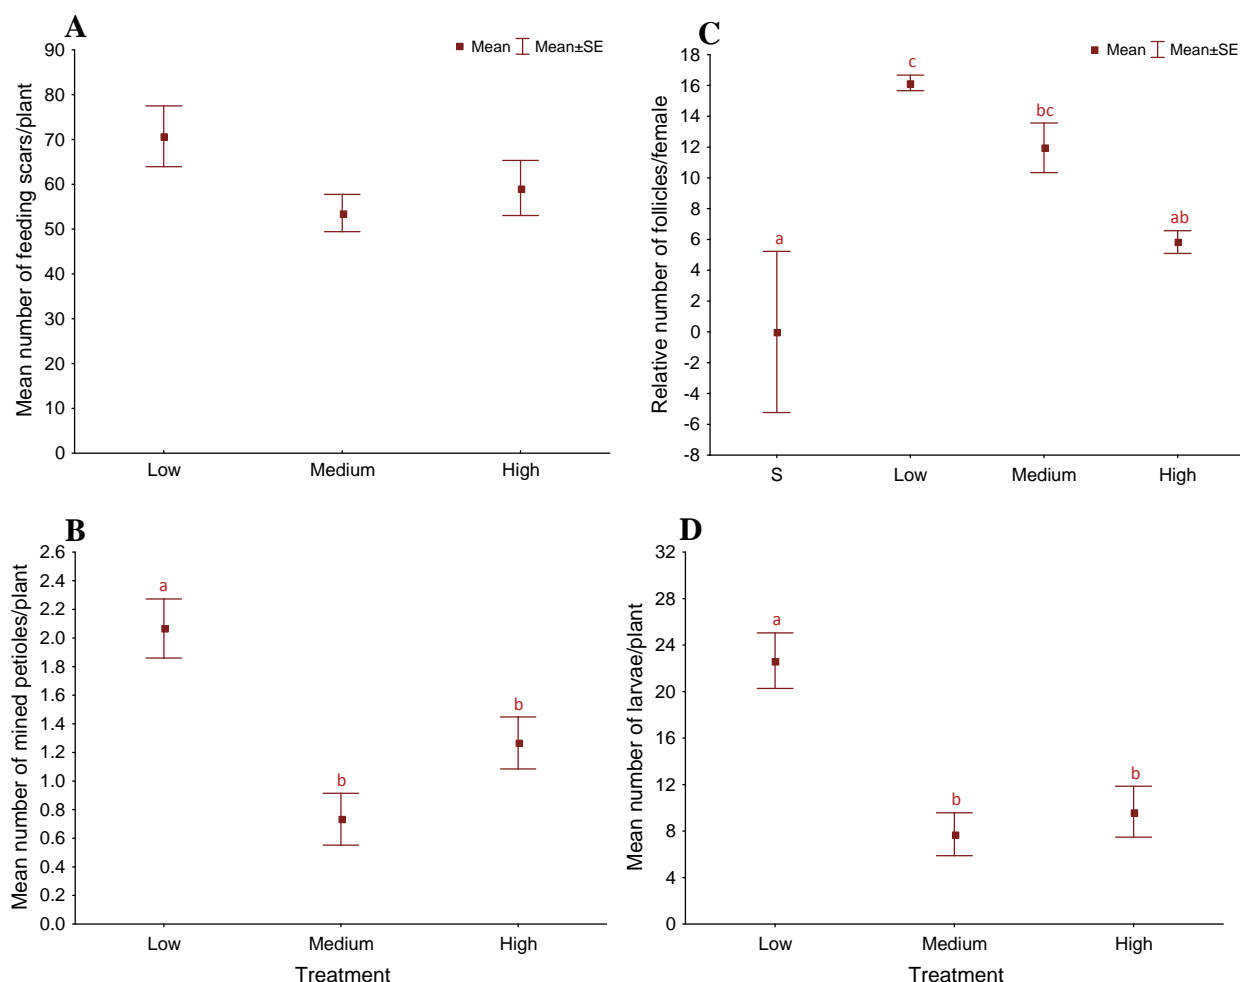 A
Mean Mean±SE
90
80
70
60
50
40
30
20
10
0
Mean number of feeding scars/plant
Low Medium High
C
Mean Mean±SE
18
16
14
12
10
8
6
4
2
0
-2
-4
-6
-8
Relative number of follicles/female
a
c
bc
ab
S Low Medium High
B
2.6
2.4
2.2
2.0
1.8
1.6
1.4
1.2
1.0
0.8
0.6
0.4
0.2
0.0
Mean number of mined petioles/plant
a
b
b
Low Medium High
Treatment
D
32
28
24
20
16
12
8
4
0
Mean number of larvae/plant
a
b
b
Low Medium High
Treatment